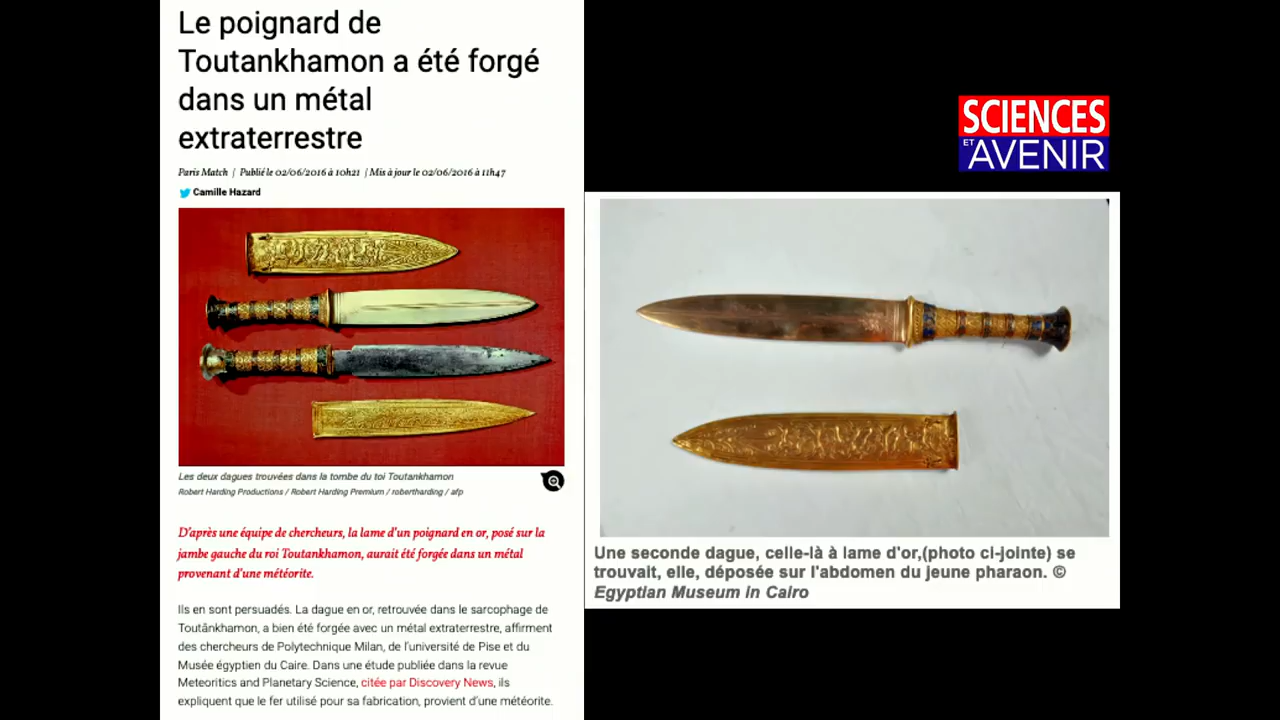 Le poignard de
Toutankhamon a été forgé
dans un métal
extraterrestre
Paris Match | Publié le 02/06/2016 à 10h21 | Mis à jour le 02/06/2016 à 11h47
Camille Hazard
Les deux dagues trouvées dans la tombe du toi Toutankhamon
Robert Harding Productions / Robert Harding Premium / robertharding / afp
D'après une équipe de chercheurs, la lame d'un poignard en or, posé sur la
jambe gauche du roi Toutankhamon, aurait été forgée dans un métal
provenant d'une météorite.
Ils en sont persuadés. La dague en or, retrouvée dans le sarcophage de
Toutânkhamon, a bien été forgée avec un métal extraterrestre, affirment
des chercheurs de Polytechnique Milan, de l'université de Pise et du
Musée égyptien du Caire. Dans une étude publiée dans la revue
Meteoritics and Planetary Science, citée par Discovery News, ils
expliquent que le fer utilisé pour sa fabrication, provient d'une météorite.
SCIENCES
ET AVENIR
Une seconde dague, celle-là à lame d'or,(photo ci-jointe) se
trouvait, elle, déposée sur l'abdomen du jeune pharaon. ©
Egyptian Museum in Cairo